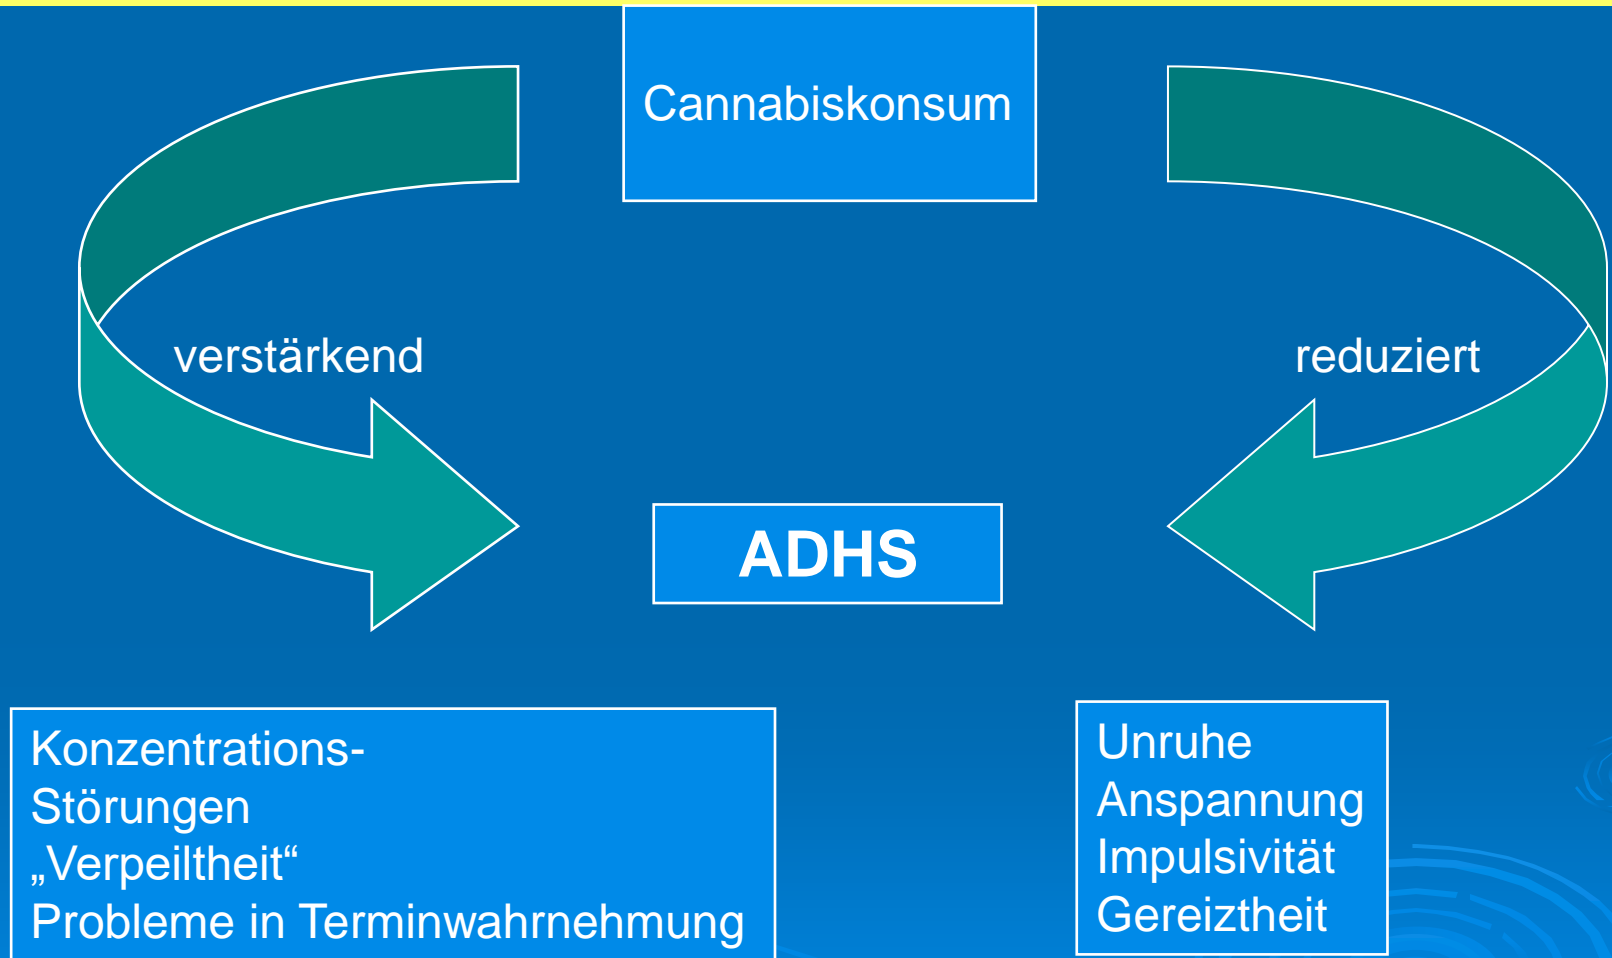 Cannabiskonsum
verstärkend
reduziert
ADHS
Konzentrations-
Störungen
„Verpeiltheit“
Probleme in Terminwahrnehmung
Unruhe
Anspannung
Impulsivität
Gereiztheit